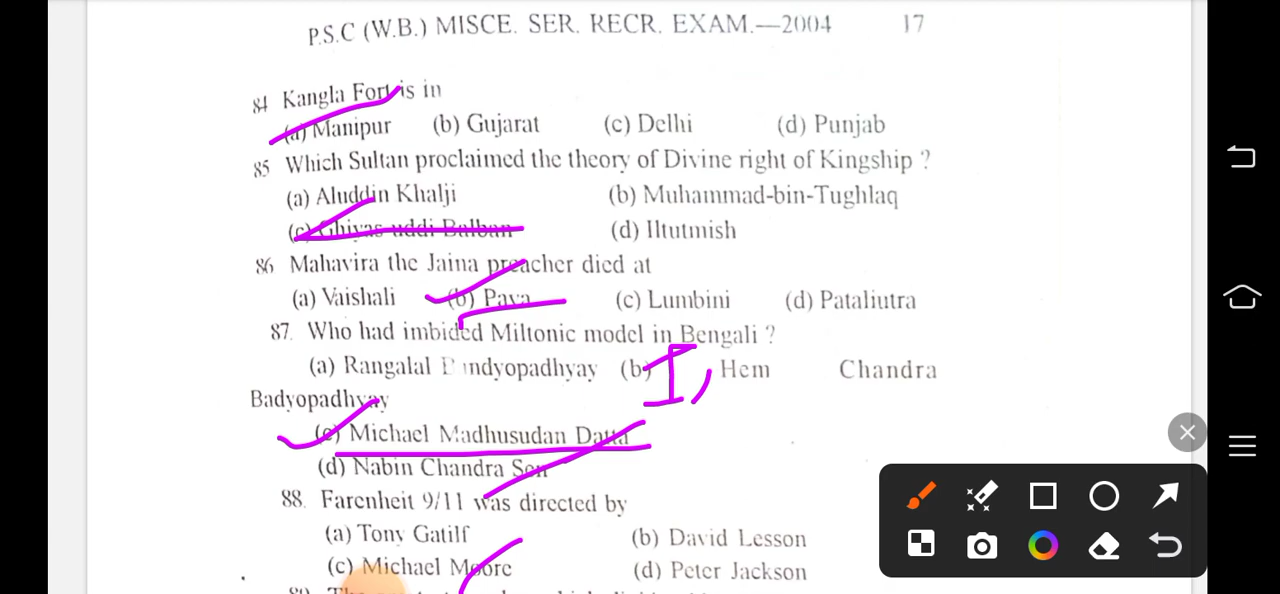 P.S.C (W.B.) MISCE. SER. RECR. EXAM.—2004 17
84 Kangla Fort is in
(a) Manipur (b) Gujarat (c) Delhi (d) Punjab
85 Which Sultan proclaimed the theory of Divine right of Kingship ?
(a) Aluddin Khalji (b) Muhammad-bin-Tughlaq
(c) Ghiyas uddi Balban (d) Iltutmish
86 Mahavira the Jaina preacher died at
(a) Vaishali (b) Pava (c) Lumbini (d) Pataliutra
87. Who had imbided Miltonic model in Bengali ?
(a) Rangalal Bandyopadhyay (b) I, Hem Chandra
Badyopadhyay
(c) Michael Madhusudan Datta
(d) Nabin Chandra Sen
88. Farenheit 9/11 was directed by
(a) Tony Gatilf (b) David Lesson
(c) Michael Moore (d) Peter Jackson